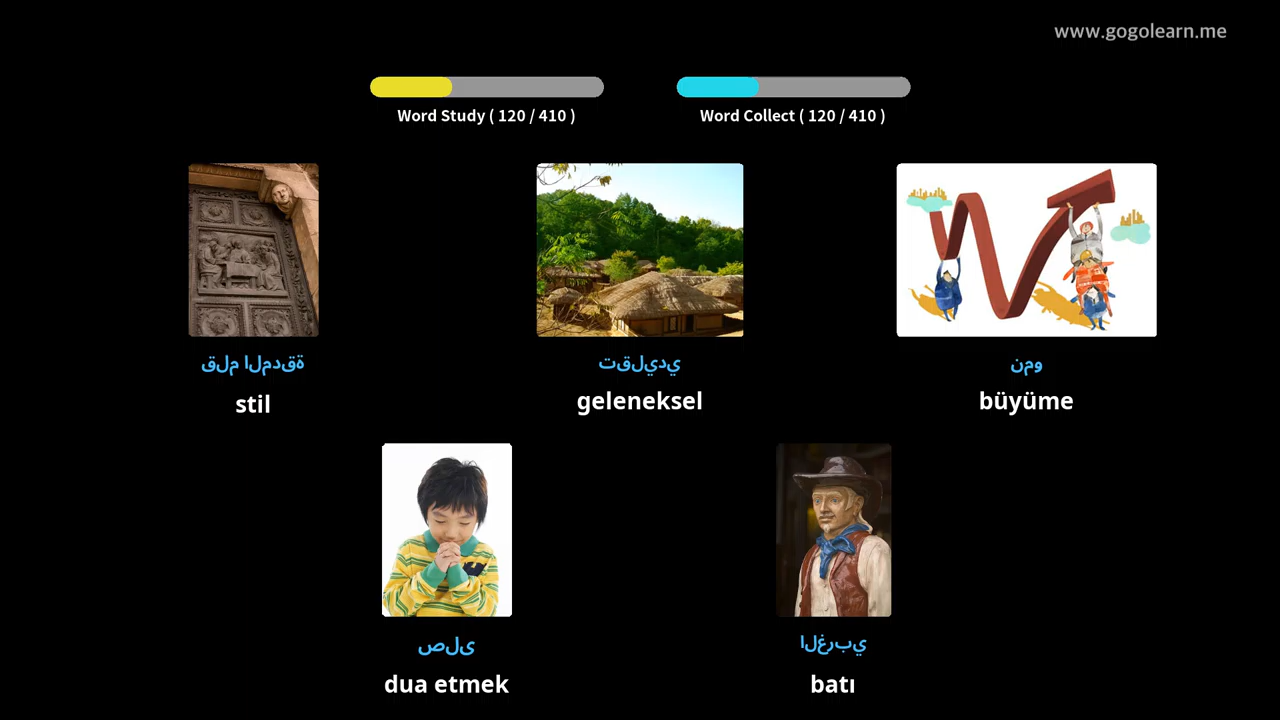 www.gogolearn.me
Word Study ( 120 / 410 )
Word Collect ( 120 / 410 )
قلم المدقة
stil
تقليدي
geleneksel
نمو
büyüme
صلى
dua etmek
الغربي
batı